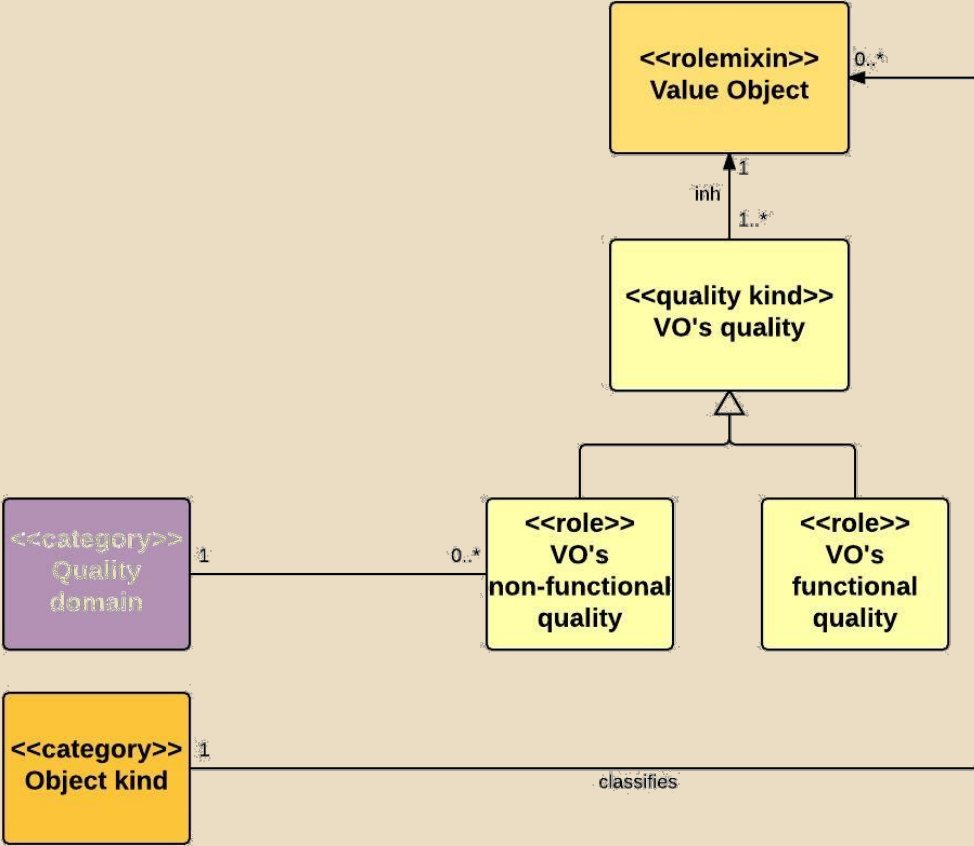 <<rolemixin>>
Value Object
0..*
1
inh
1..*
<<quality kind>>
VO's quality
<<category>>
Quality
domain
1
0..*
<<role>>
VO's
non-functional
quality
<<role>>
VO's
functional
quality
<<category>>
Object kind
1
classifies